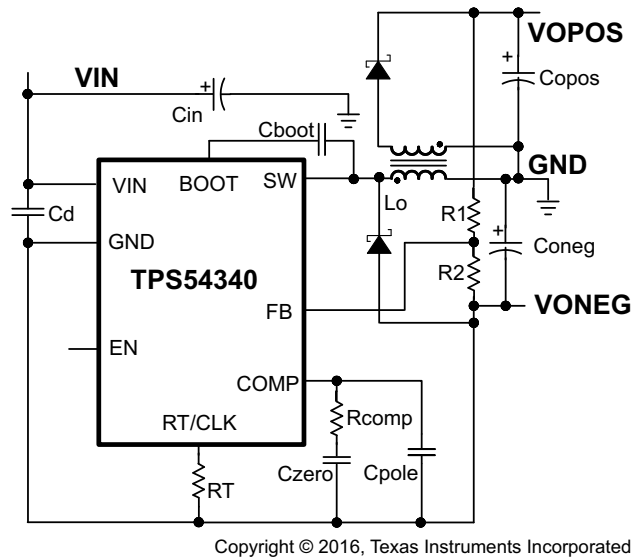 VOPOS
VIN
+
Copos
+
Cin
Cboot
GND
VIN
BOOT
SW
Lo
R1
+
Cd
GND
Coneg
TPS54340
R2
FB
VONEG
EN
COMP
Rcomp
RT/CLK
Czero
Cpole
RT
Copyright © 2016, Texas Instruments Incorporated